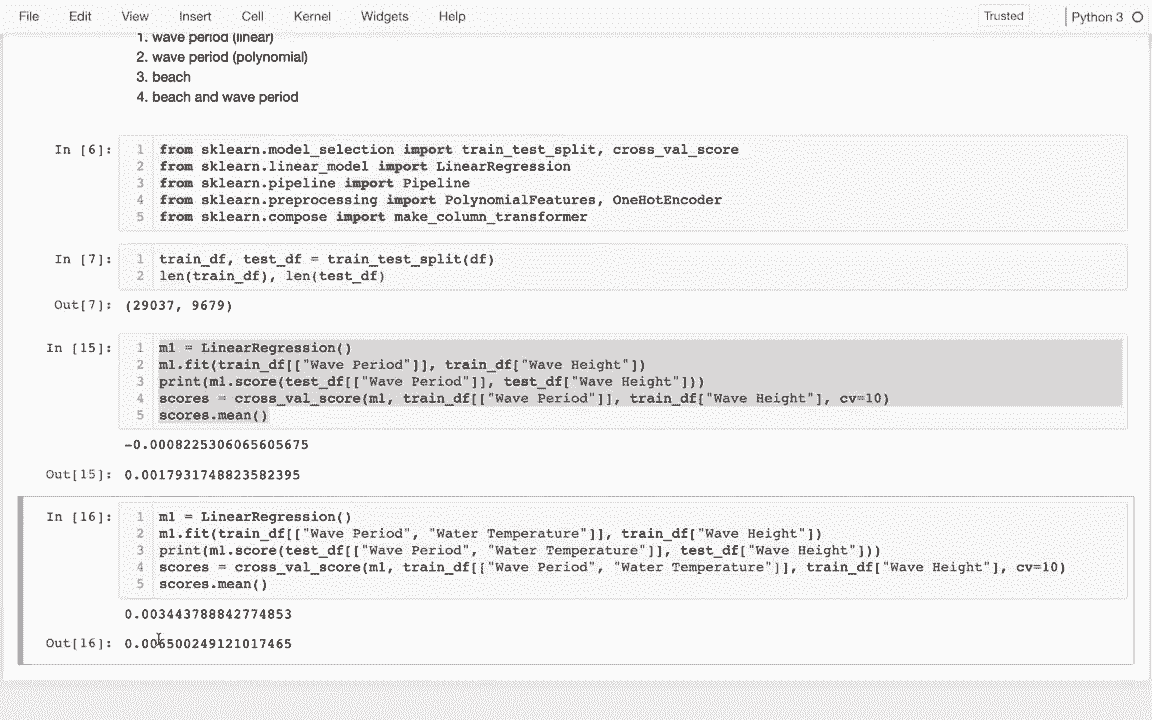 File Edit View Insert Cell Kernel Widgets Help Trusted Python 3
1. wave period (linear)
2. wave period (polynomial)
3. beach
4. beach and wave period
In [6]: 1 from sklearn.model_selection import train_test_split, cross_val_score
2 from sklearn.linear_model import LinearRegression
3 from sklearn.pipeline import Pipeline
4 from sklearn.preprocessing import PolynomialFeatures, OneHotEncoder
5 from sklearn.compose import make_column_transformer
In [7]: 1 train_df, test_df = train_test_split(df)
2 len(train_df), len(test_df)
Out[7]: (29037, 9679)
In [15]: 1 m1 = LinearRegression()
2 m1.fit(train_df[["Wave Period"]], train_df["Wave Height"])
3 print(m1.score(test_df[["Wave Period"]], test_df["Wave Height"]))
4 scores = cross_val_score(m1, train_df[["Wave Period"]], train_df["Wave Height"], cv=10)
5 scores.mean()
-0.0008225306065605675
Out[15]: 0.001793174882358​2395
In [16]: 1 m1 = LinearRegression()
2 m1.fit(train_df[["Wave Period", "Water Temperature"]], train_df["Wave Height"])
3 print(m1.score(test_df[["Wave Period", "Water Temperature"]], test_df["Wave Height"]))
4 scores = cross_val_score(m1, train_df[["Wave Period", "Water Temperature"]], train_df["Wave Height"], cv=10)
5 scores.mean()
0.003443788842774853
Out[16]: 0.006500249121017465